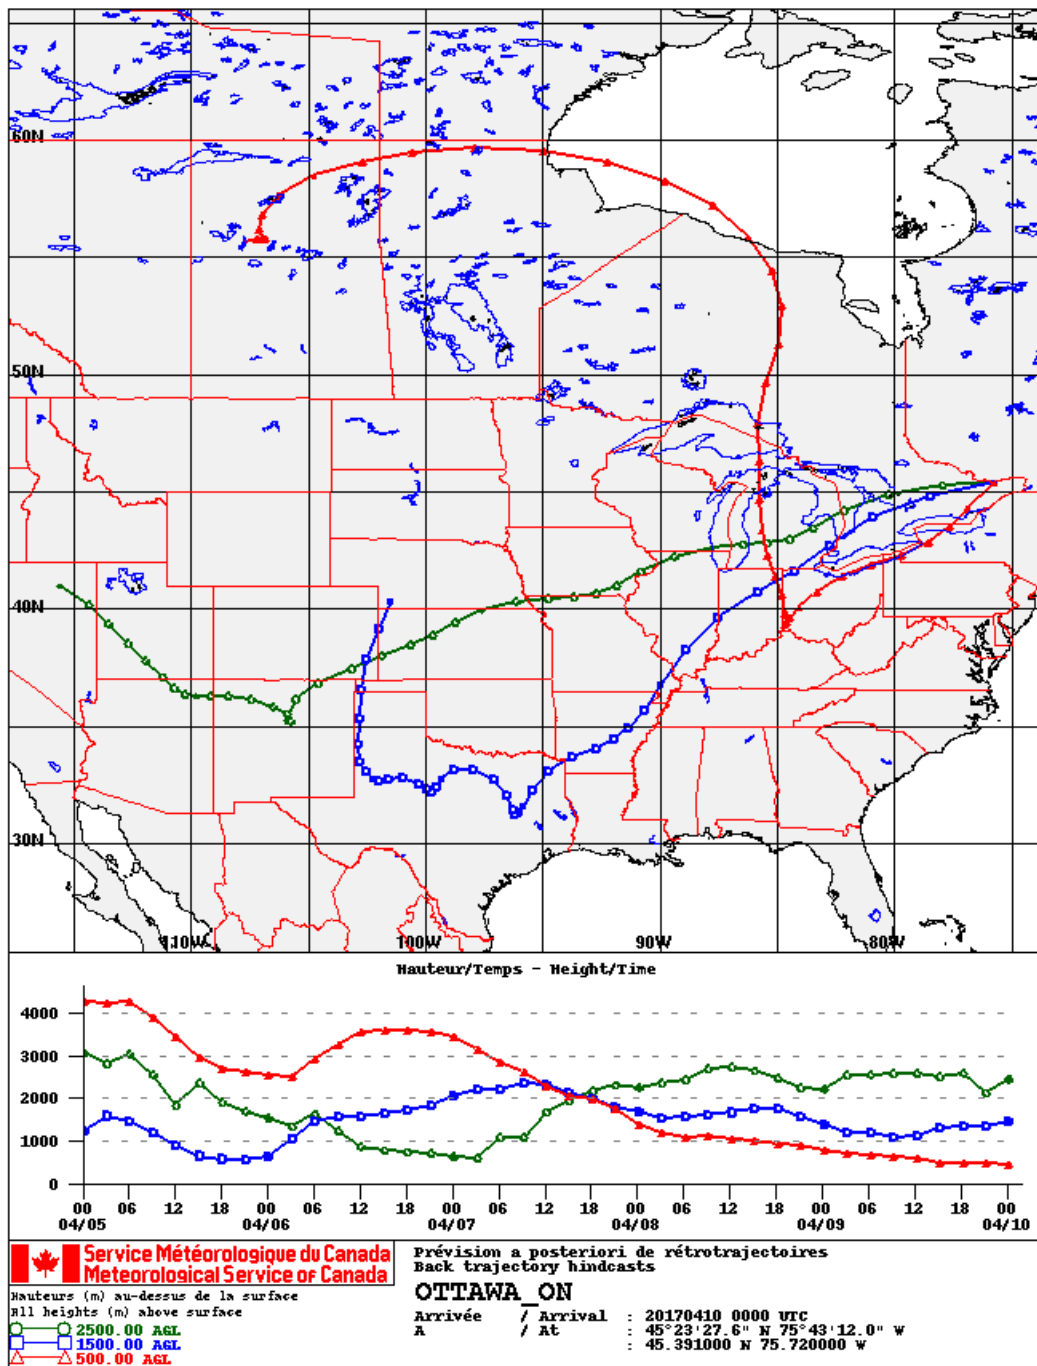 60N
50N
40N
30N
110W 100W 90W 80W
Hauteur/Temps - Height/Time
4000
3000
2000
1000
0
00 06 12 18 00 06 12 18 00 06 12 18 00 06 12 18 00 06 12 18 00
04/05 04/06 04/07 04/08 04/09 04/10
Service Météorologique du Canada
Meteorological Service of Canada
Hauteurs (m) au-dessus de la surface
All heights (m) above surface
2500.00 AGL
1500.00 AGL
500.00 AGL
Prévision a posteriori de rétrotrajectoires
Back trajectory hindcasts
OTTAWA_ON
Arrivée / Arrival : 20170410 0000 UTC
A / At : 45°23'27.6" N 75°43'12.0" W
: 45.391000 N 75.720000 W